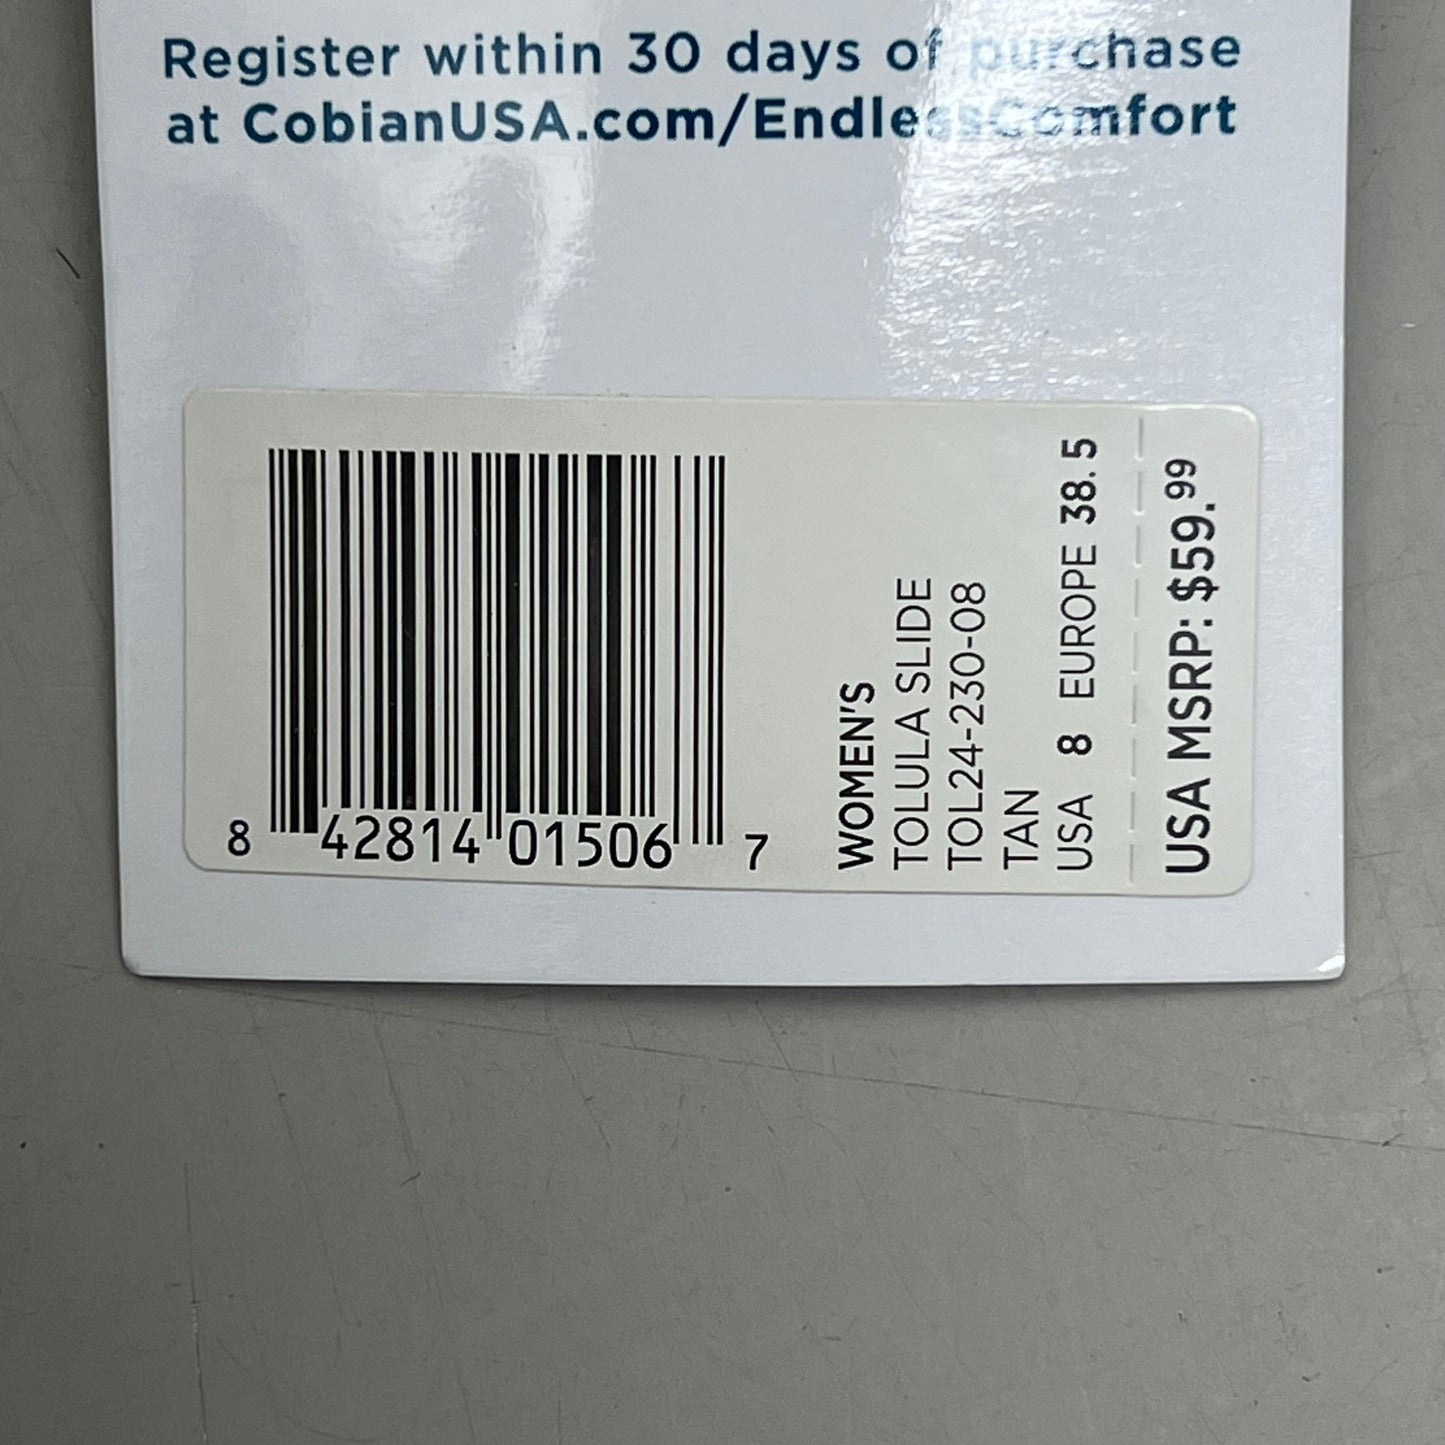 Register within 30 days of purchase
at CobianUSA.com/EndlessComfort
8 42814 01506 7
WOMEN'S
TOLULA SLIDE
TOL24-230-08
TAN
USA 8 EUROPE 38.5
USA MSRP: $59.99